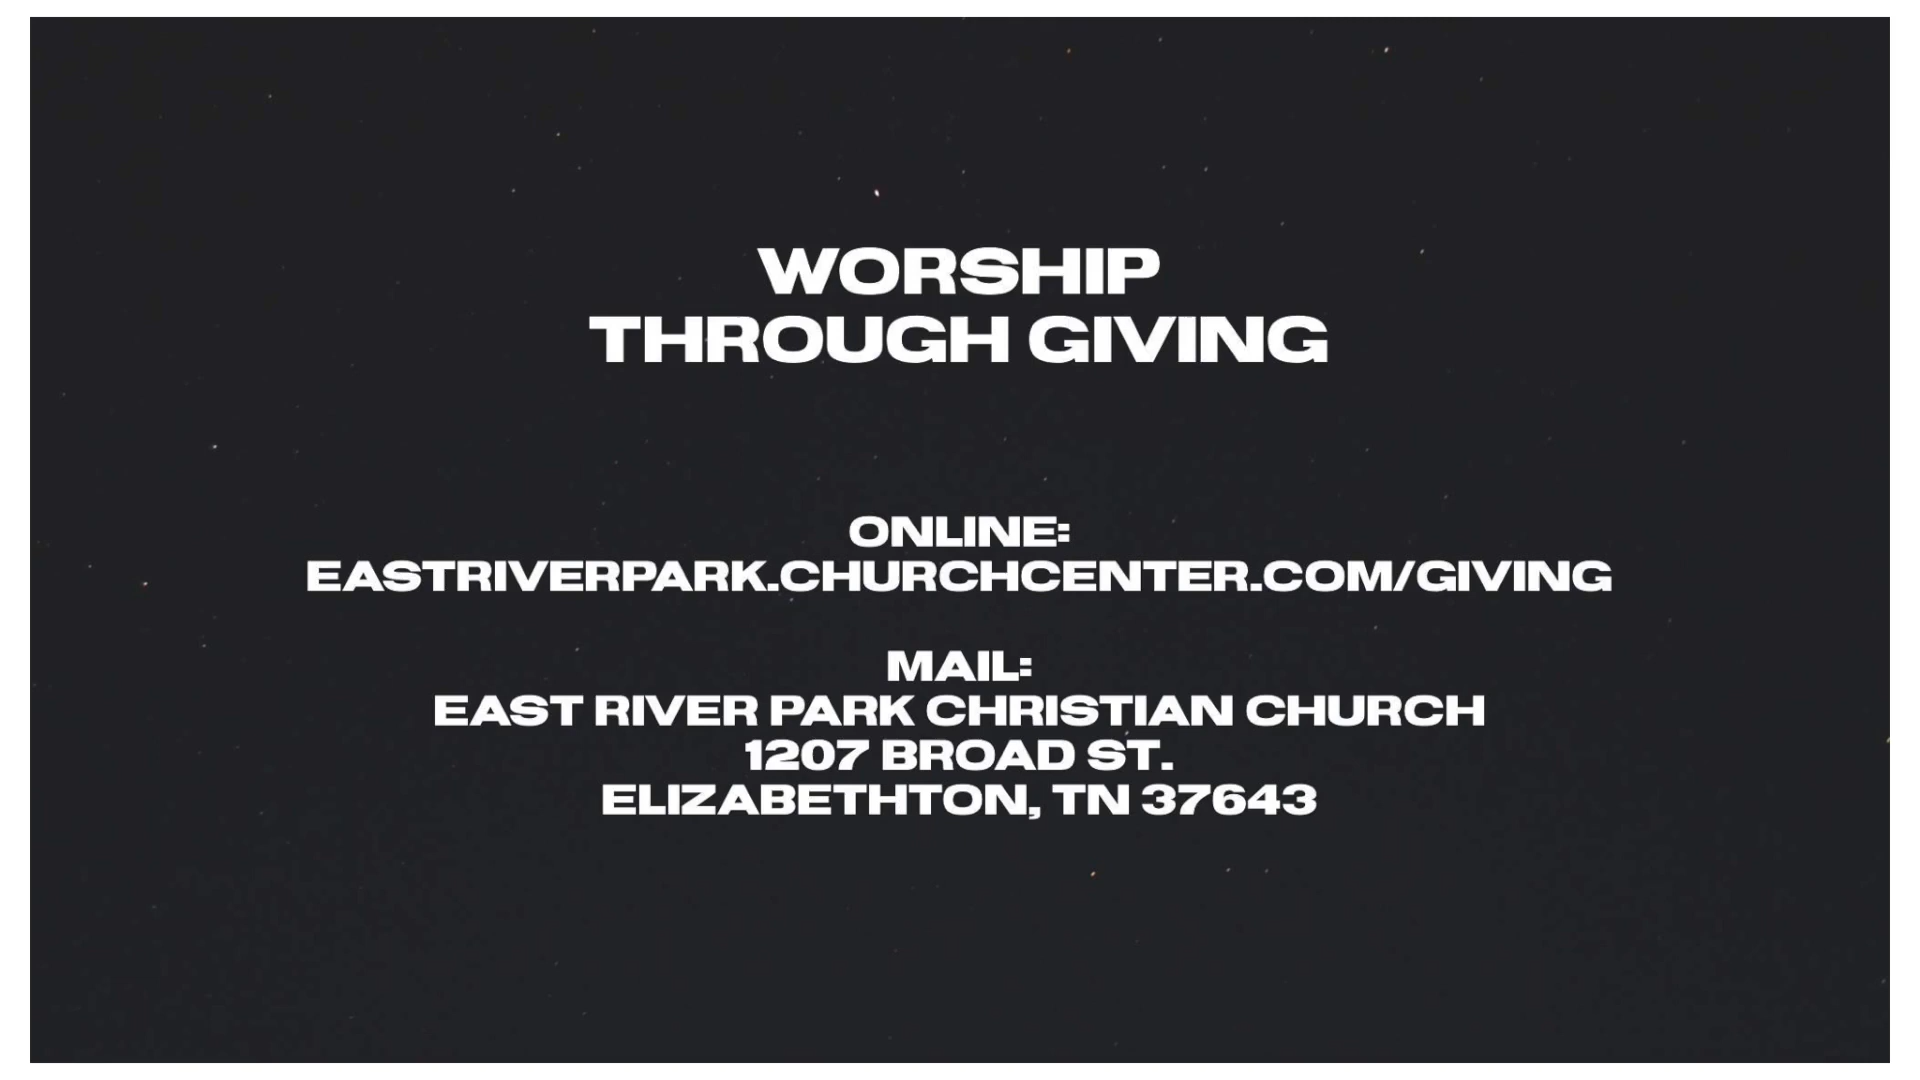 WORSHIP
THROUGH GIVING
ONLINE:
EASTRIVERPARK.CHURCHCENTER.COM/GIVING
MAIL:
EAST RIVER PARK CHRISTIAN CHURCH
1207 BROAD ST.
ELIZABETHTON, TN 37643